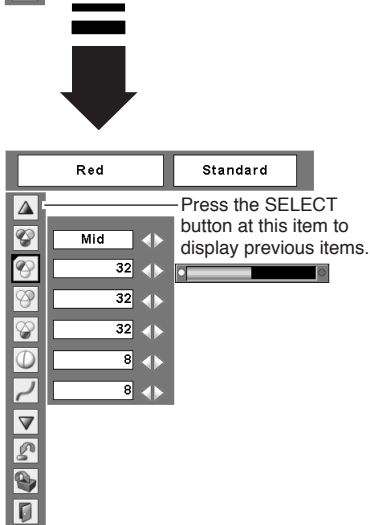 Red Standard
Press the SELECT
button at this item to
display previous items.
Mid
32
32
32
8
8